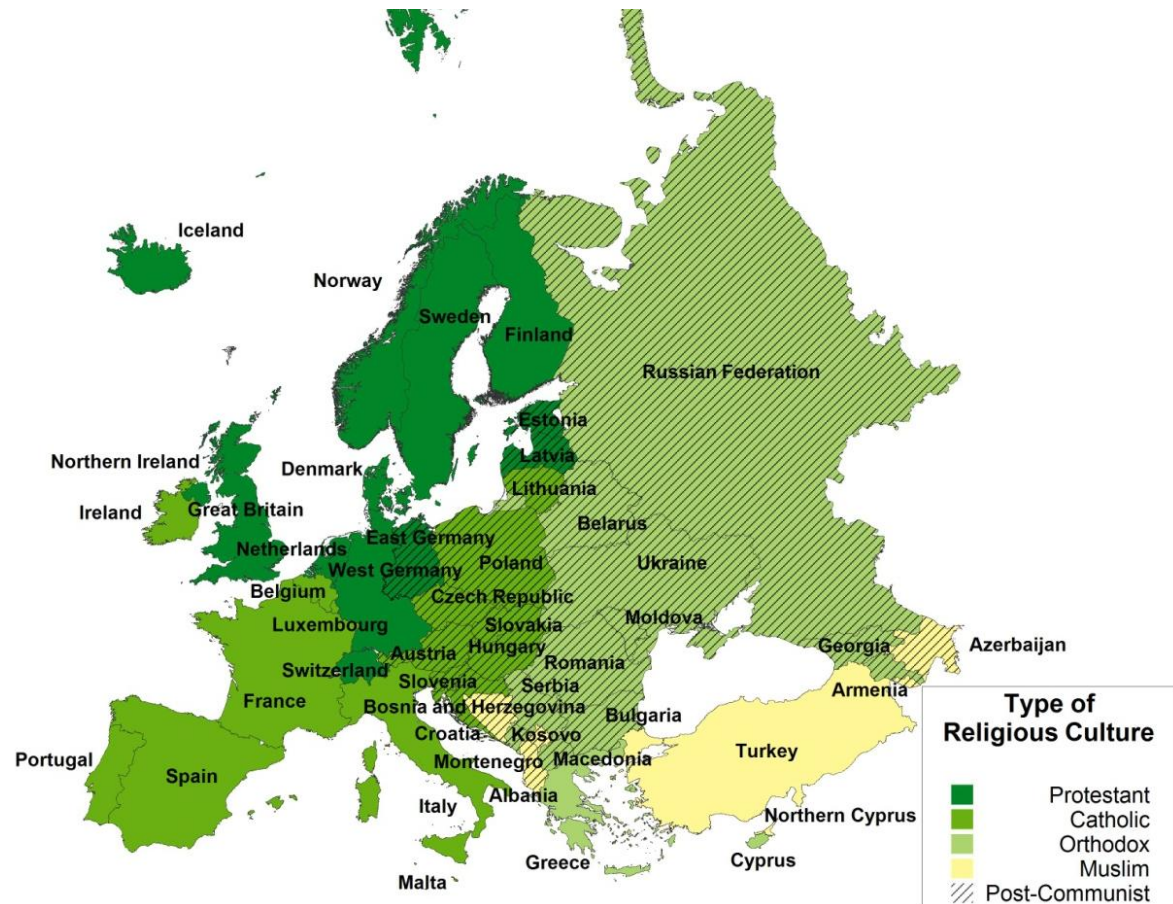 Iceland
Norway
Sweden
Finland
Russian Federation
Estonia
Northern Ireland
Denmark
Latvia
Lithuania
Ireland
Great Britain
Belarus
East Germany
Netherlands
West Germany
Poland
Ukraine
Belgium
Czech Republic
Luxembourg
Slovakia
Moldova
Austria
Hungary
Georgia
Azerbaijan
Switzerland
Romania
Slovenia
Serbia
Armenia
France
Bosnia and Herzegovina
Bulgaria
Croatia
Kosovo
Portugal
Spain
Montenegro
Macedonia
Turkey
Albania
Italy
Northern Cyprus
Greece
Cyprus
Malta
Type of
Religious Culture
Protestant
Catholic
Orthodox
Muslim
Post-Communist